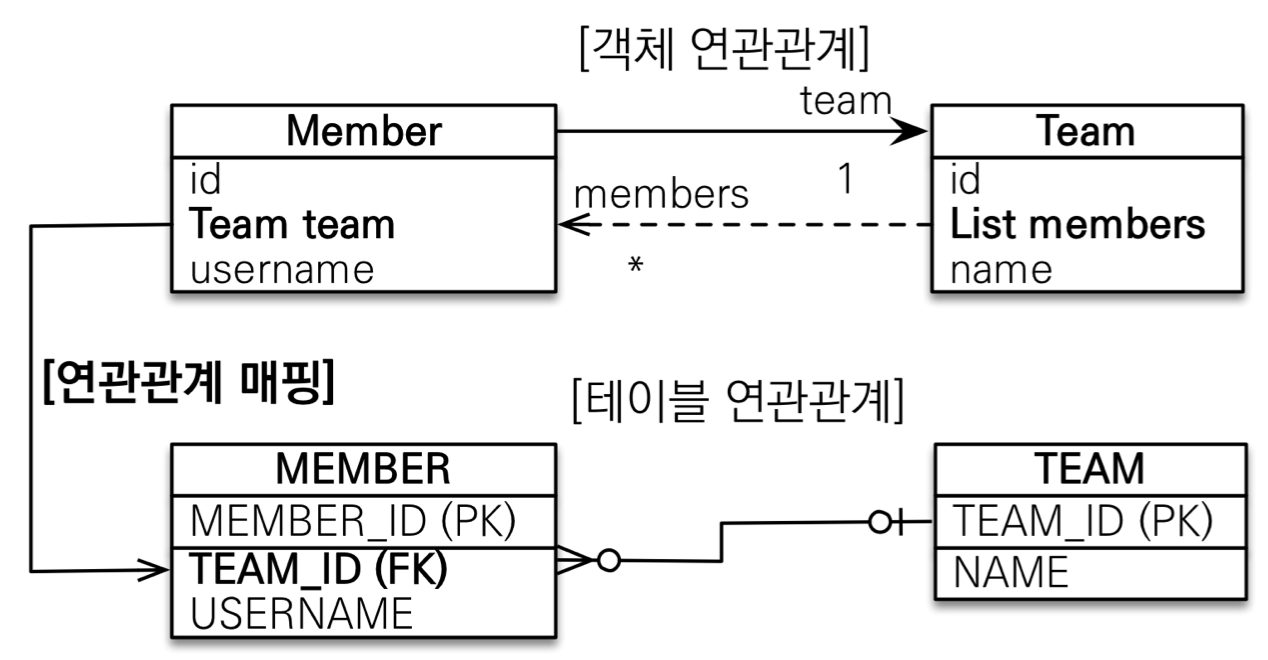 [객체 연관관계]
team
Member
id
Team team
username
members
1
*
Team
id
List members
name
[연관관계 매핑]
[테이블 연관관계]
MEMBER
MEMBER_ID (PK)
TEAM_ID (FK)
USERNAME
TEAM
TEAM_ID (PK)
NAME